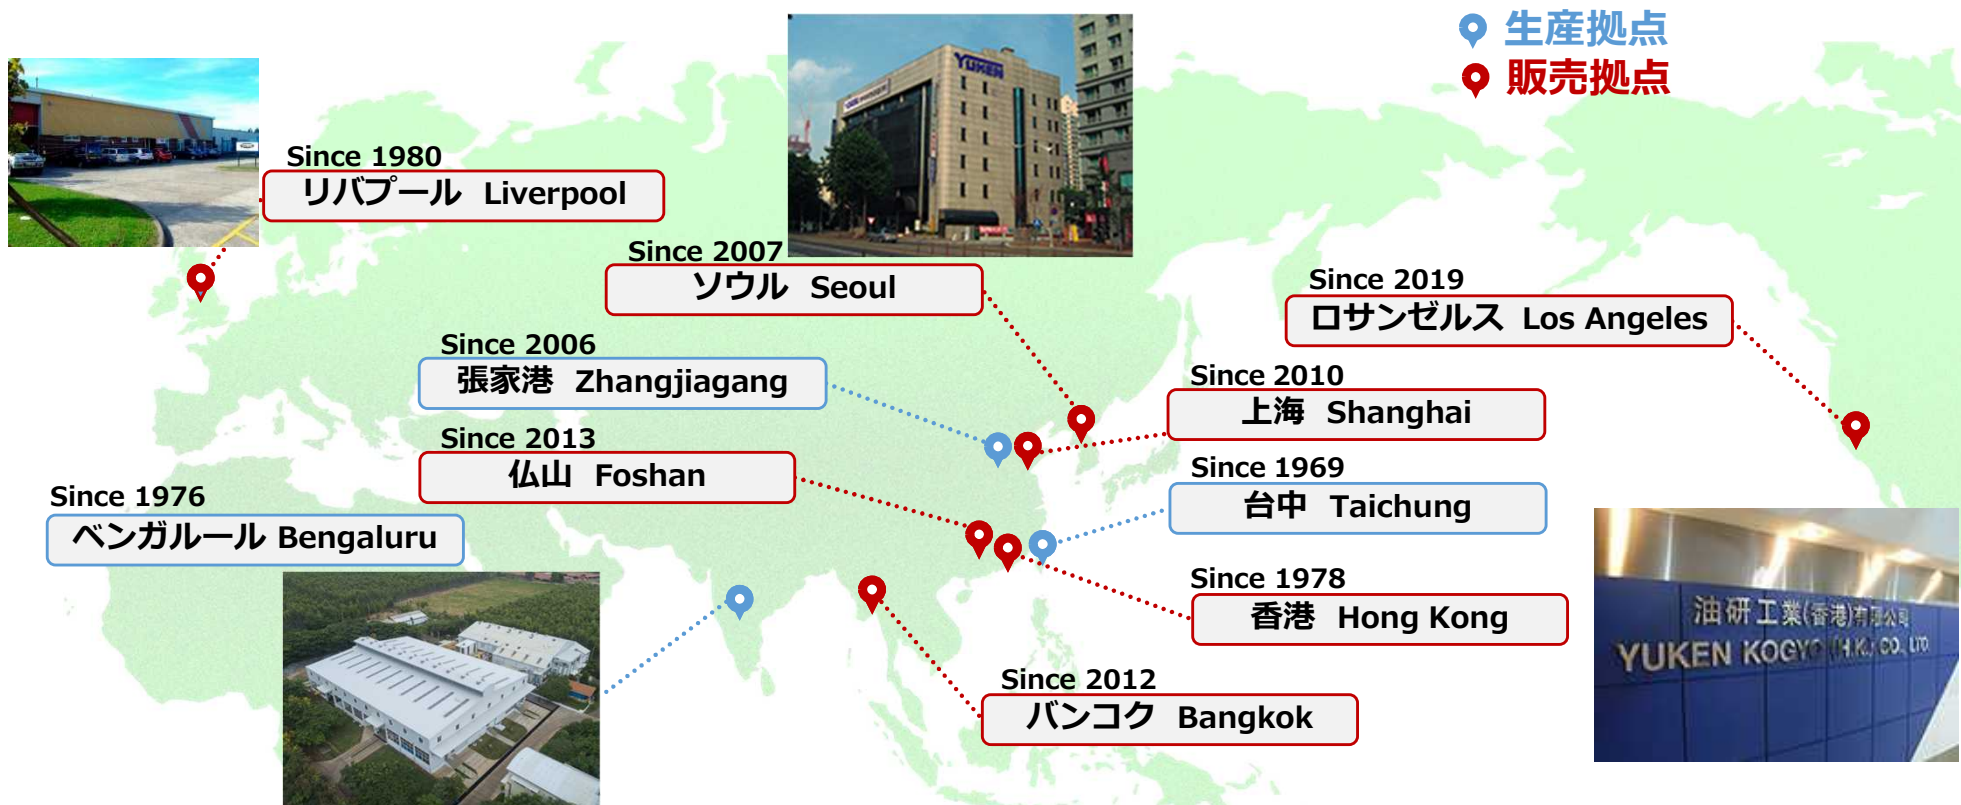 生産拠点
販売拠点
YUKEN
Since 1980
リバプール Liverpool
Since 2007
ソウル Seoul
Since 2019
ロサンゼルス Los Angeles
Since 2006
張家港 Zhangjiagang
Since 2010
上海 Shanghai
Since 2013
仏山 Foshan
Since 1969
台中 Taichung
Since 1976
ベンガルール Bengaluru
Since 1978
香港 Hong Kong
Since 2012
バンコク Bangkok
油研工業(香港)有限公司
YUKEN KOGYO (H.K.) CO., LTD.